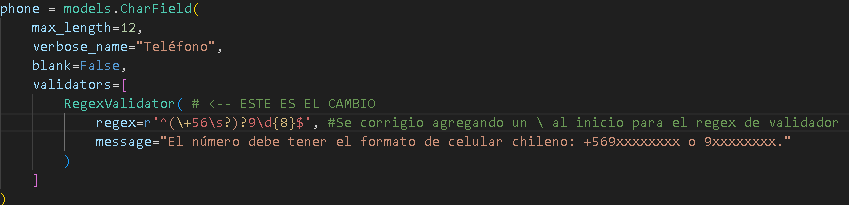 phone = models.CharField(
    max_length=12,
    verbose_name="Teléfono",
    blank=False,
    validators=[
        RegexValidator( # <-- ESTE ES EL CAMBIO
            regex=r'^(\+56\s?)?9\d{8}$', #Se corrigio agregando un \ al inicio para el regex de validador
            message="El número debe tener el formato de celular chileno: +569xxxxxxxx o 9xxxxxxxx."
        )
    ]
)